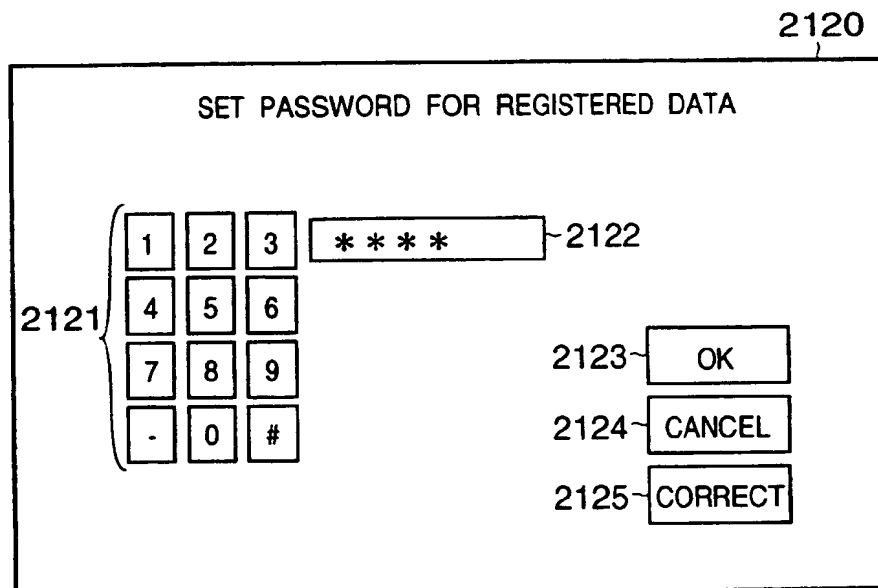 2120
SET PASSWORD FOR REGISTERED DATA
1 2 3 **** 2122
2121 4 5 6
7 8 9
- 0 #
2123 OK
2124 CANCEL
2125 CORRECT